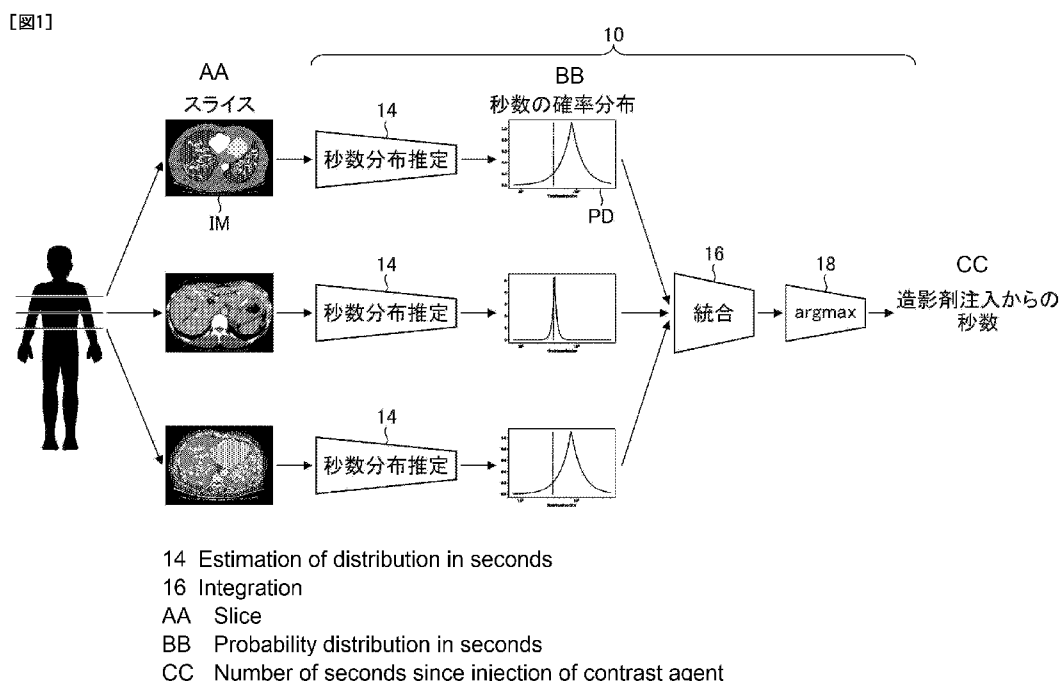 [図1]
10
AA
スライス
BB
秒数の確率分布
14
秒数分布推定
IM
PD
14
秒数分布推定
16
統合
18
argmax
CC
造影剤注入からの
秒数
14
秒数分布推定
14 Estimation of distribution in seconds
16 Integration
AA Slice
BB Probability distribution in seconds
CC Number of seconds since injection of contrast agent